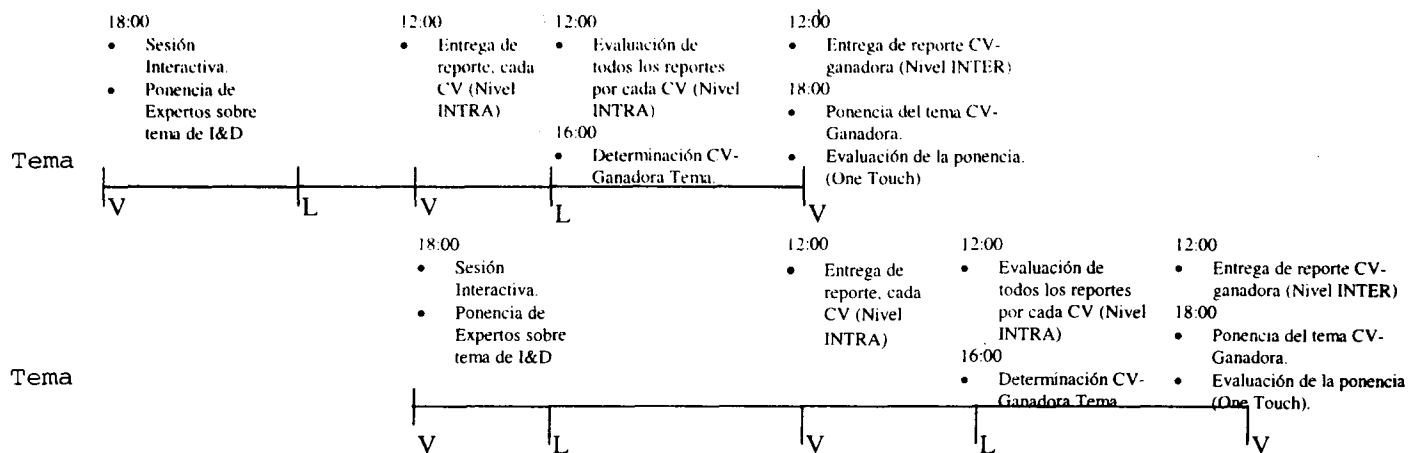 18:00
• Sesión
Interactiva.
• Ponencia de
Expertos sobre
tema de I&D
12:00
• Entrega de
reporte, cada
CV (Nivel
INTRA)
12:00
• Evaluación de
todos los reportes
por cada CV (Nivel
INTRA)
16:00
• Determinación CV-
Ganadora Tema.
12:00
• Entrega de reporte CV-
ganadora (Nivel INTER)
18:00
• Ponencia del tema CV-
Ganadora.
• Evaluación de la ponencia.
(One Touch)
Tema
V L V L V
18:00
• Sesión
Interactiva.
• Ponencia de
Expertos sobre
tema de I&D
12:00
• Entrega de
reporte, cada
CV (Nivel
INTRA)
12:00
• Evaluación de
todos los reportes
por cada CV (Nivel
INTRA)
16:00
• Determinación CV-
Ganadora Tema
12:00
• Entrega de reporte CV-
ganadora (Nivel INTER)
18:00
• Ponencia del tema CV-
Ganadora.
• Evaluación de la ponencia
(One Touch).
Tema
V L V L V